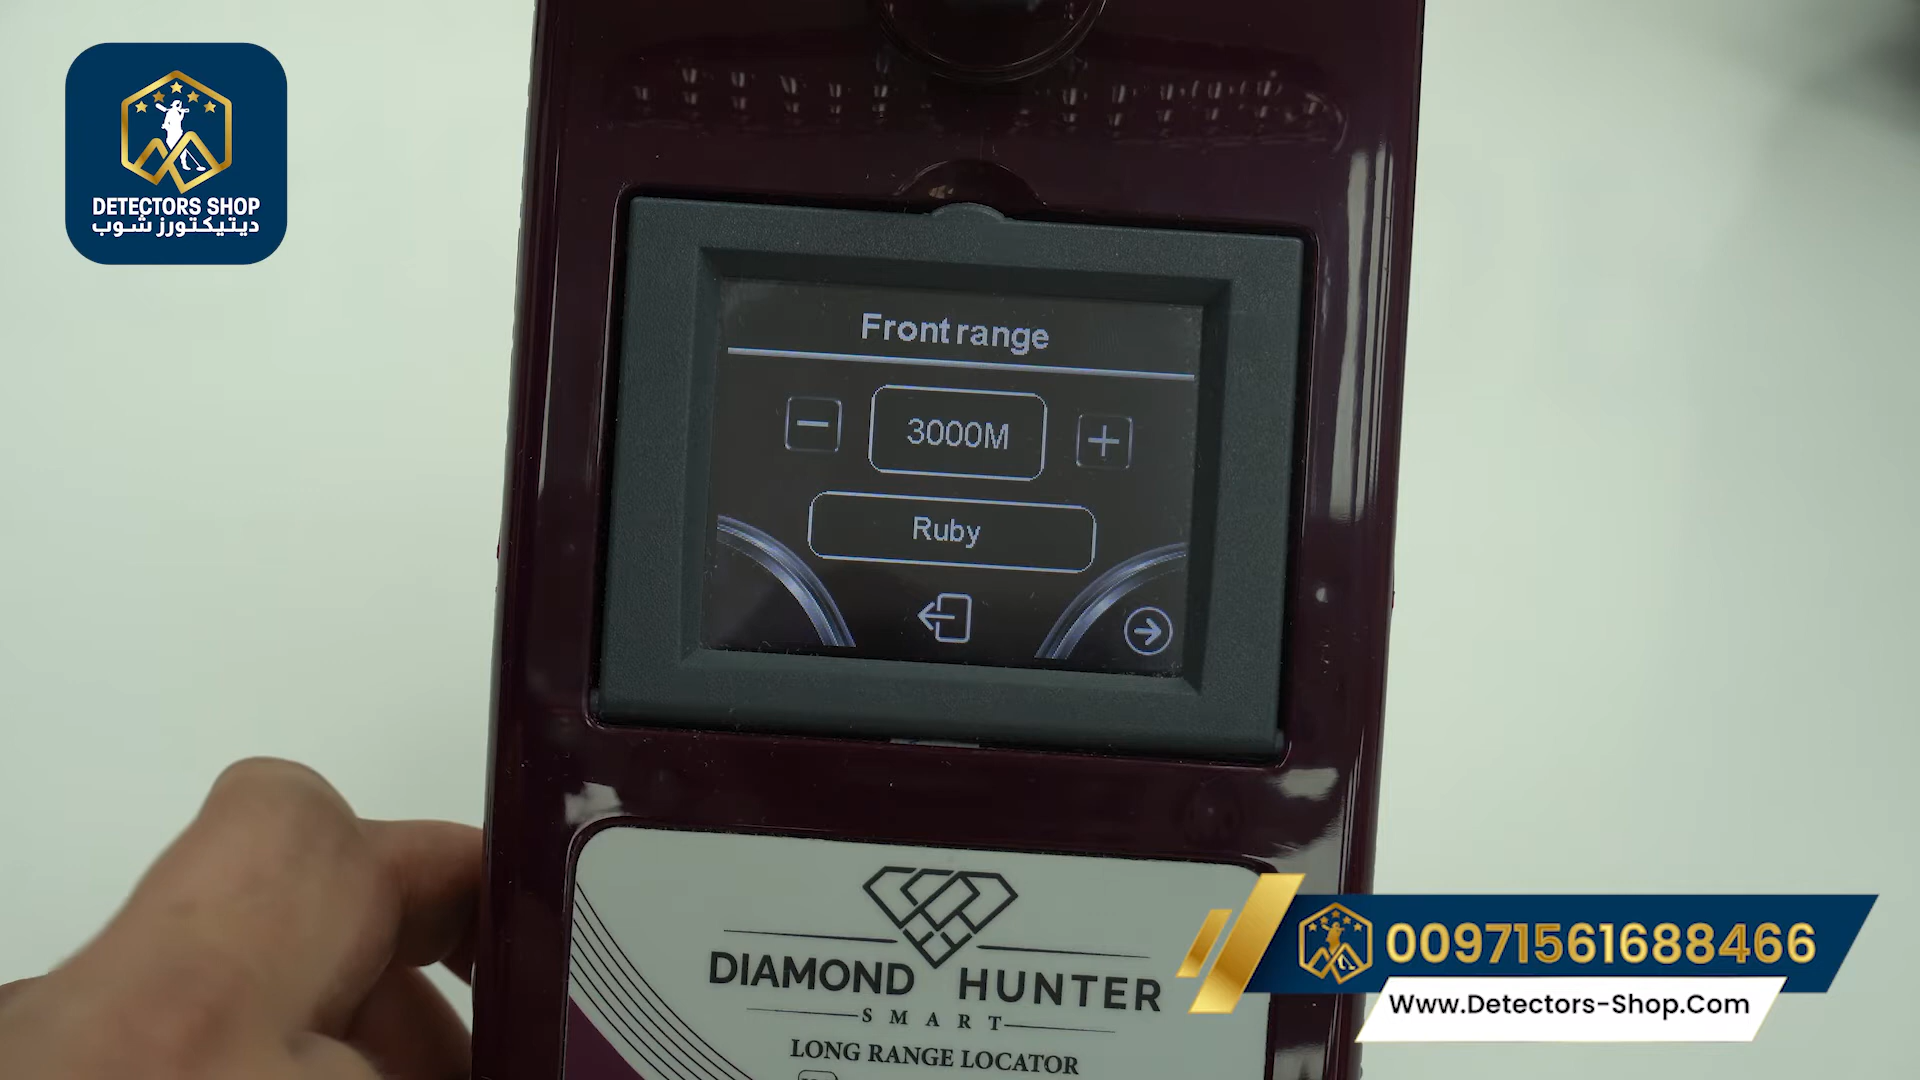 DETECTORS SHOP
ديتيكتورز شوب
Front range
3000M
Ruby
DIAMOND HUNTER
SMART
LONG RANGE LOCATOR
00971561688466
Www.Detectors-Shop.Com